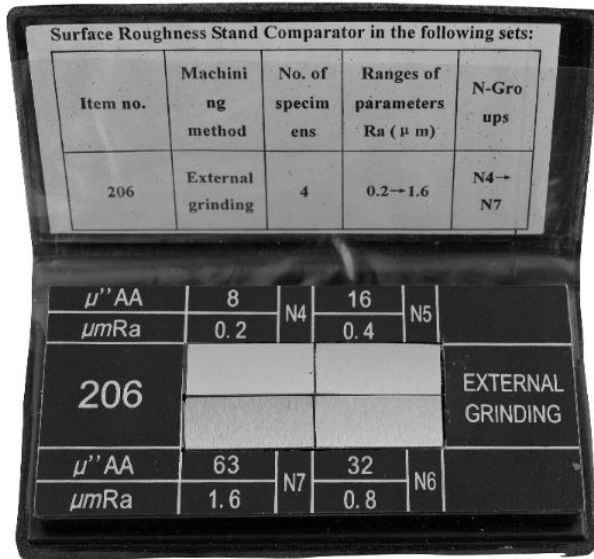 Surface Roughness Stand Comparator in the following sets:
Item no. Machini ng method No. of specim ens Ranges of parameters Ra ( μ m) N-Gro ups
206 External grinding 4 0.2→1.6 N4→ N7
μ’’AA 8 N4 16 N5
μmRa 0.2 0.4
206 EXTERNAL GRINDING
μ’’AA 63 N7 32 N6
μmRa 1.6 0.8